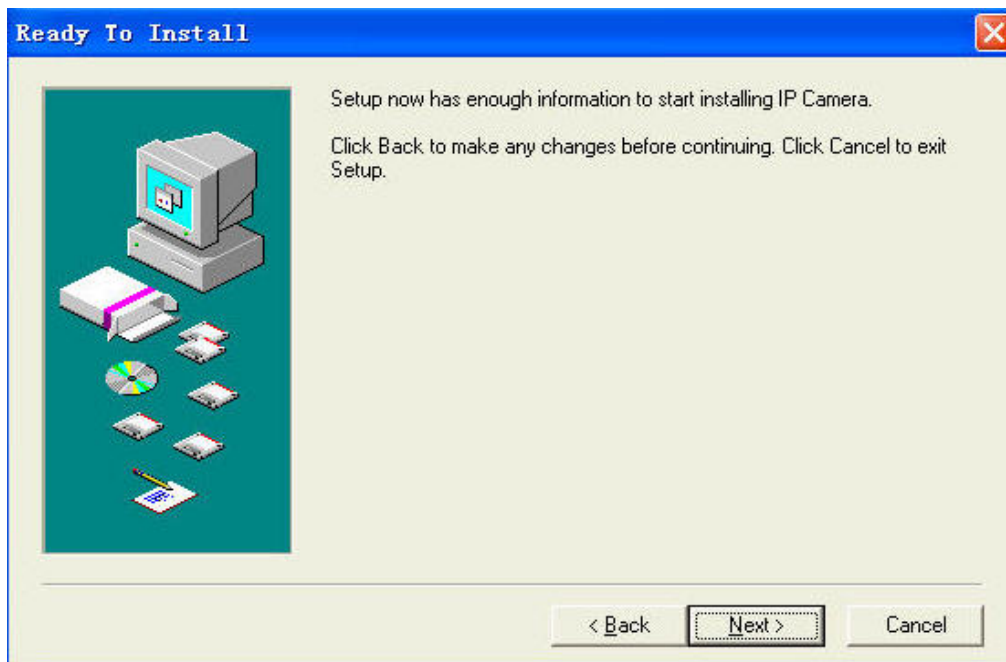 Ready To Install
Setup now has enough information to start installing IP Camera.
Click Back to make any changes before continuing. Click Cancel to exit
Setup.
< Back
Next >
Cancel